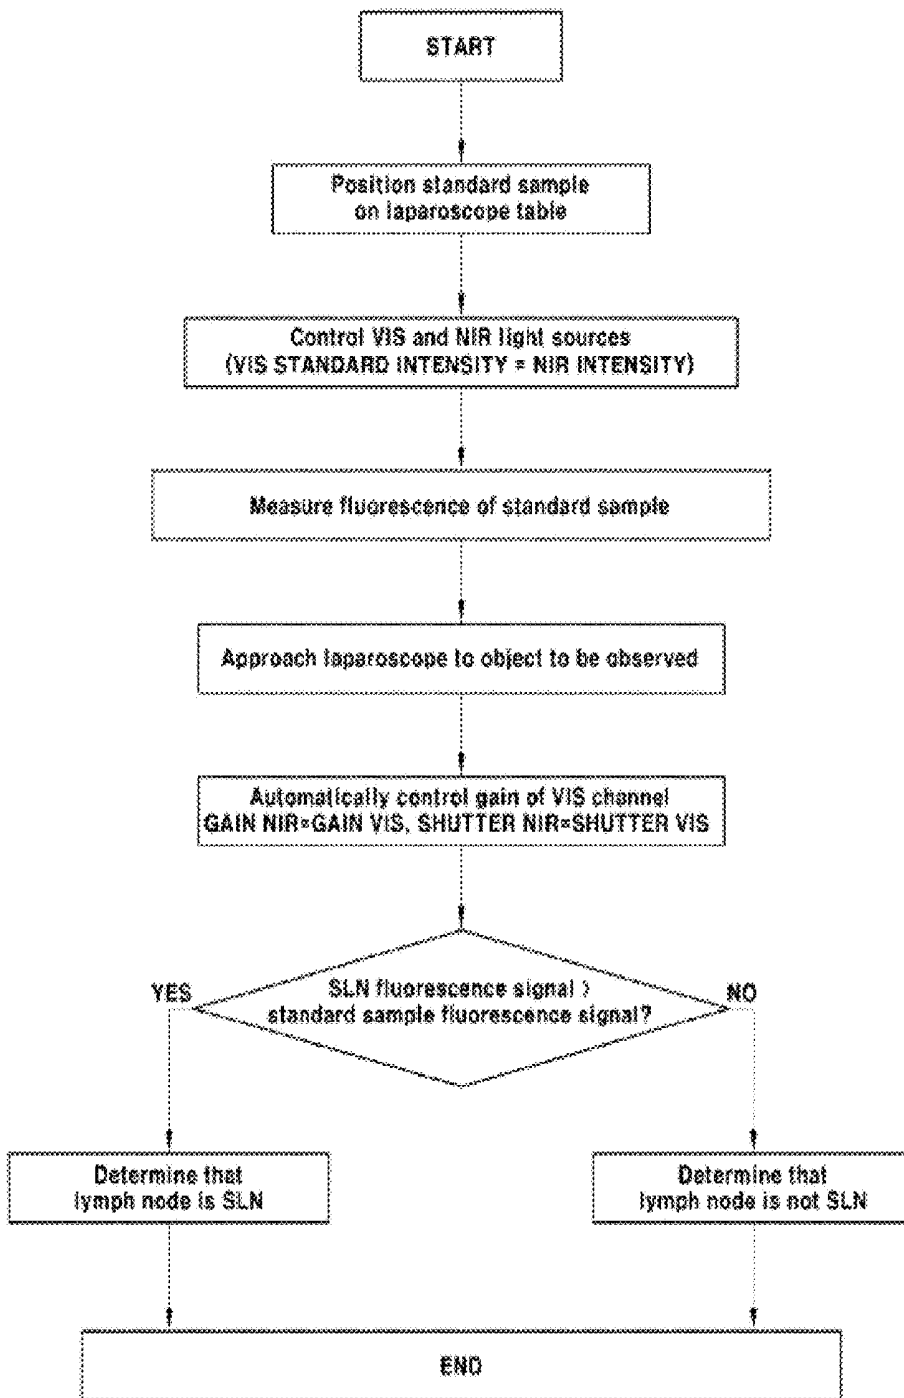 START
Position standard sample
on laparoscope table
Control VIS and NIR light sources
(VIS STANDARD INTENSITY = NIR INTENSITY)
Measure fluorescence of standard sample
Approach laparoscope to object to be observed
Automatically control gain of VIS channel
GAIN NIR=GAIN VIS, SHUTTER NIR=SHUTTER VIS
SLN fluorescence signal >
standard sample fluorescence signal?
YES
NO
Determine that
lymph node is SLN
Determine that
lymph node is not SLN
END